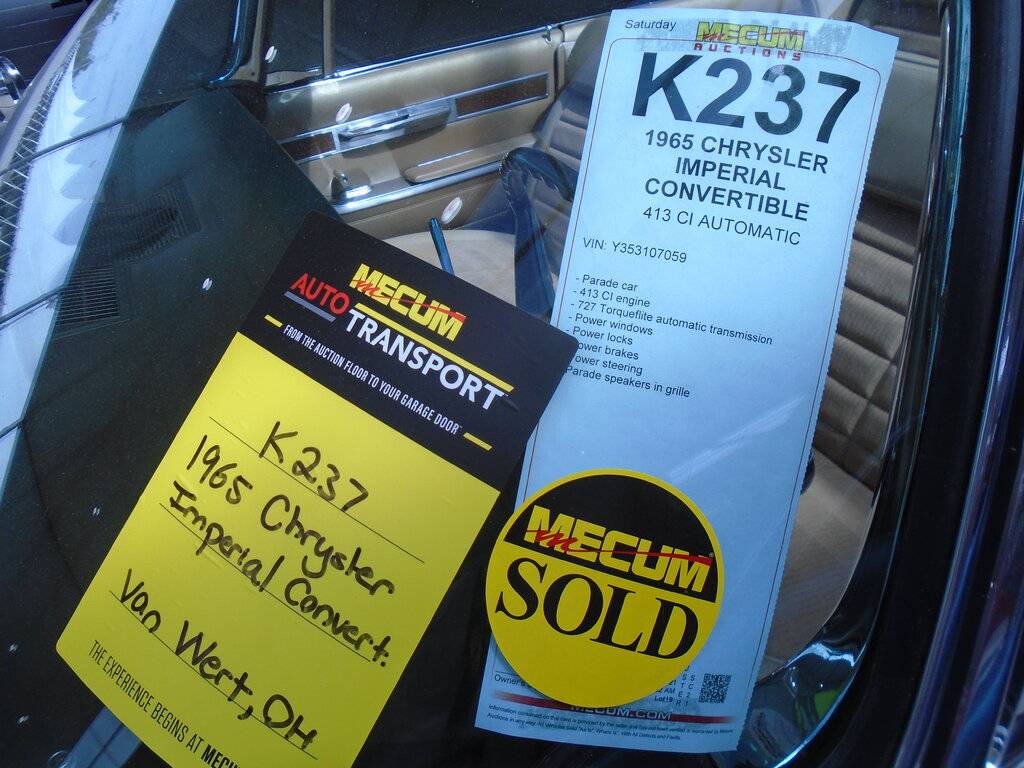 Saturday
MECUM
AUCTIONS
K237
1965 CHRYSLER
IMPERIAL
CONVERTIBLE
413 CI AUTOMATIC
VIN: Y353107059
- Parade car
- 413 CI engine
- 727 Torqueflite automatic transmission
- Power windows
- Power locks
ower brakes
ower steering
Parade speakers in grille
MECUM
SOLD
Owner's
MECUM.COM
MECUM
AUTO TRANSPORT
FROM THE AUCTION FLOOR TO YOUR GARAGE DOOR
K237
1965 Chrysler
Imperial Convert.
Van Wert, OH
THE EXPERIENCE BEGINS AT MECU